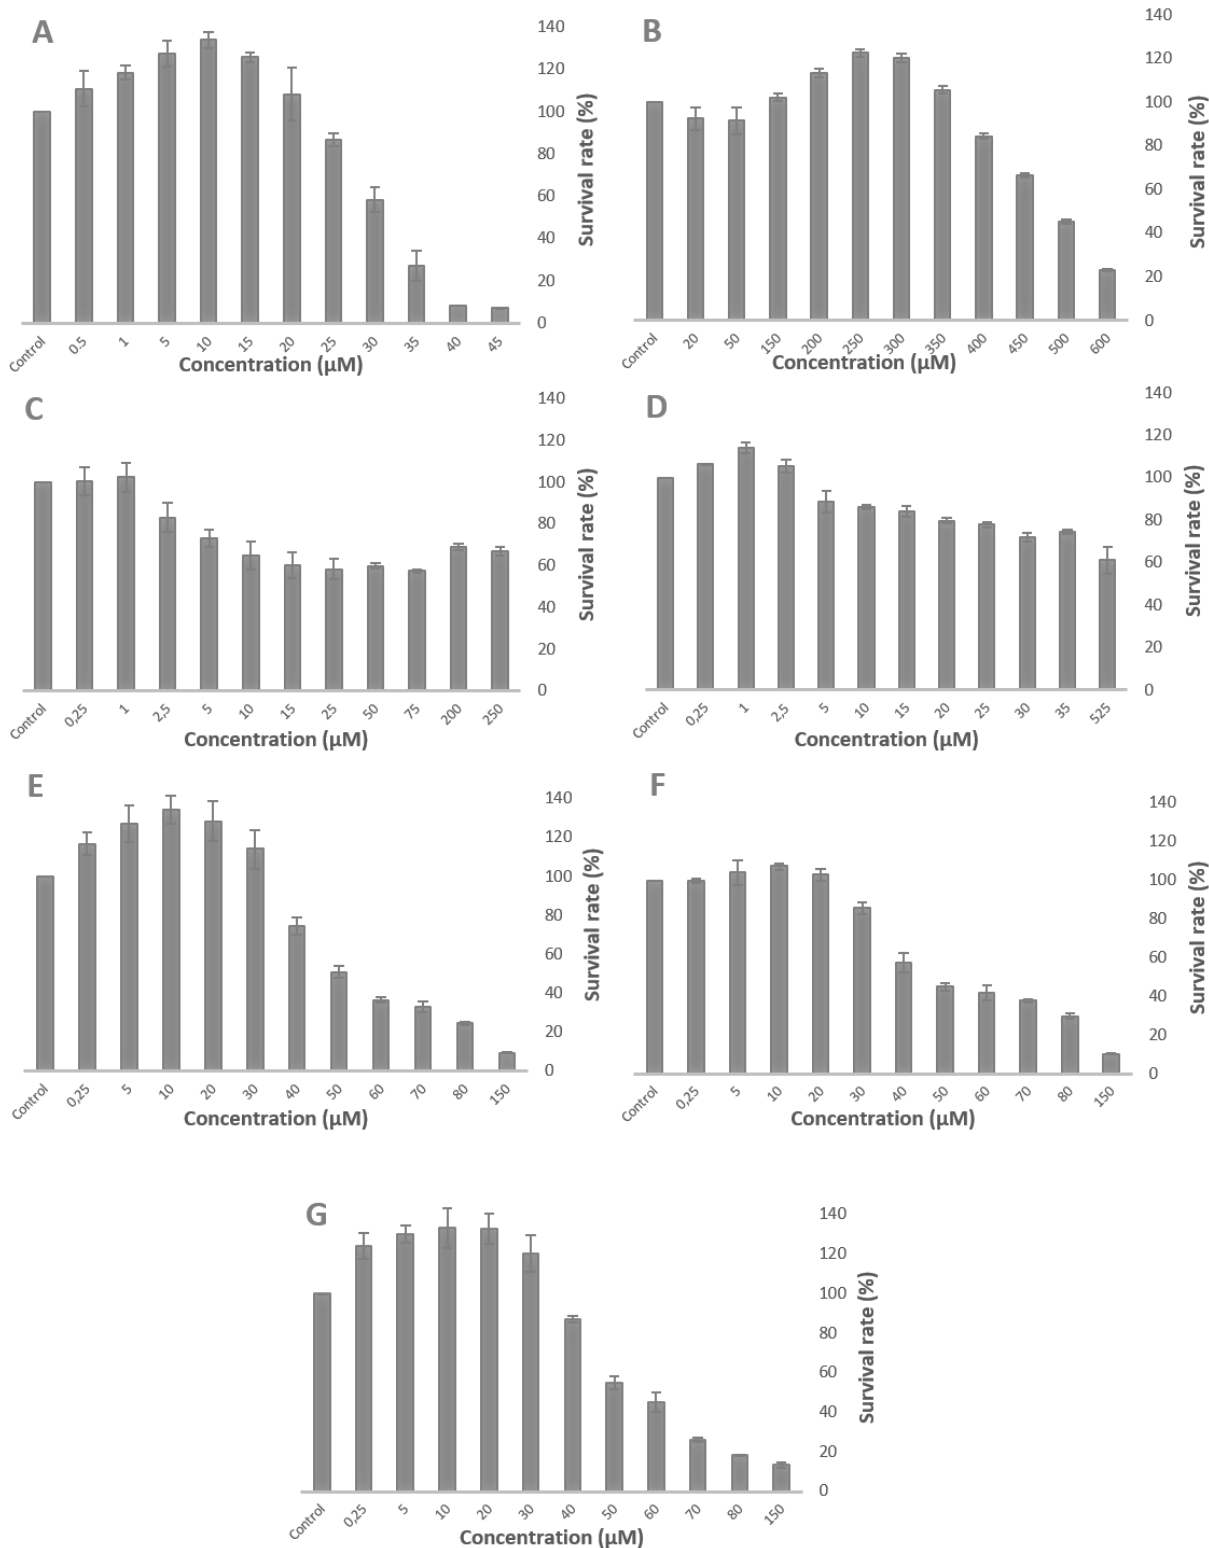 A
140
120
100
80
60
40
20
0
Survival rate (%)
Control 0.5 1 5 10 15 20 25 30 35 40 45
Concentration (µM)
B
140
120
100
80
60
40
20
0
Survival rate (%)
Control 20 50 150 200 250 300 350 400 450 500 600
Concentration (µM)
C
140
120
100
80
60
40
20
0
Survival rate (%)
Control 0,25 1 2,5 5 10 15 25 50 75 200 250
Concentration (µM)
D
140
120
100
80
60
40
20
0
Survival rate (%)
Control 0,25 1 2,5 5 10 15 20 25 30 35 525
Concentration (µM)
E
140
120
100
80
60
40
20
0
Survival rate (%)
Control 0,25 5 10 20 30 40 50 60 70 80 150
Concentration (µM)
F
140
120
100
80
60
40
20
0
Survival rate (%)
Control 0,25 5 10 20 30 40 50 60 70 80 150
Concentration (µM)
G
140
120
100
80
60
40
20
0
Survival rate (%)
Control 0,25 5 10 20 30 40 50 60 70 80 150
Concentration (µM)